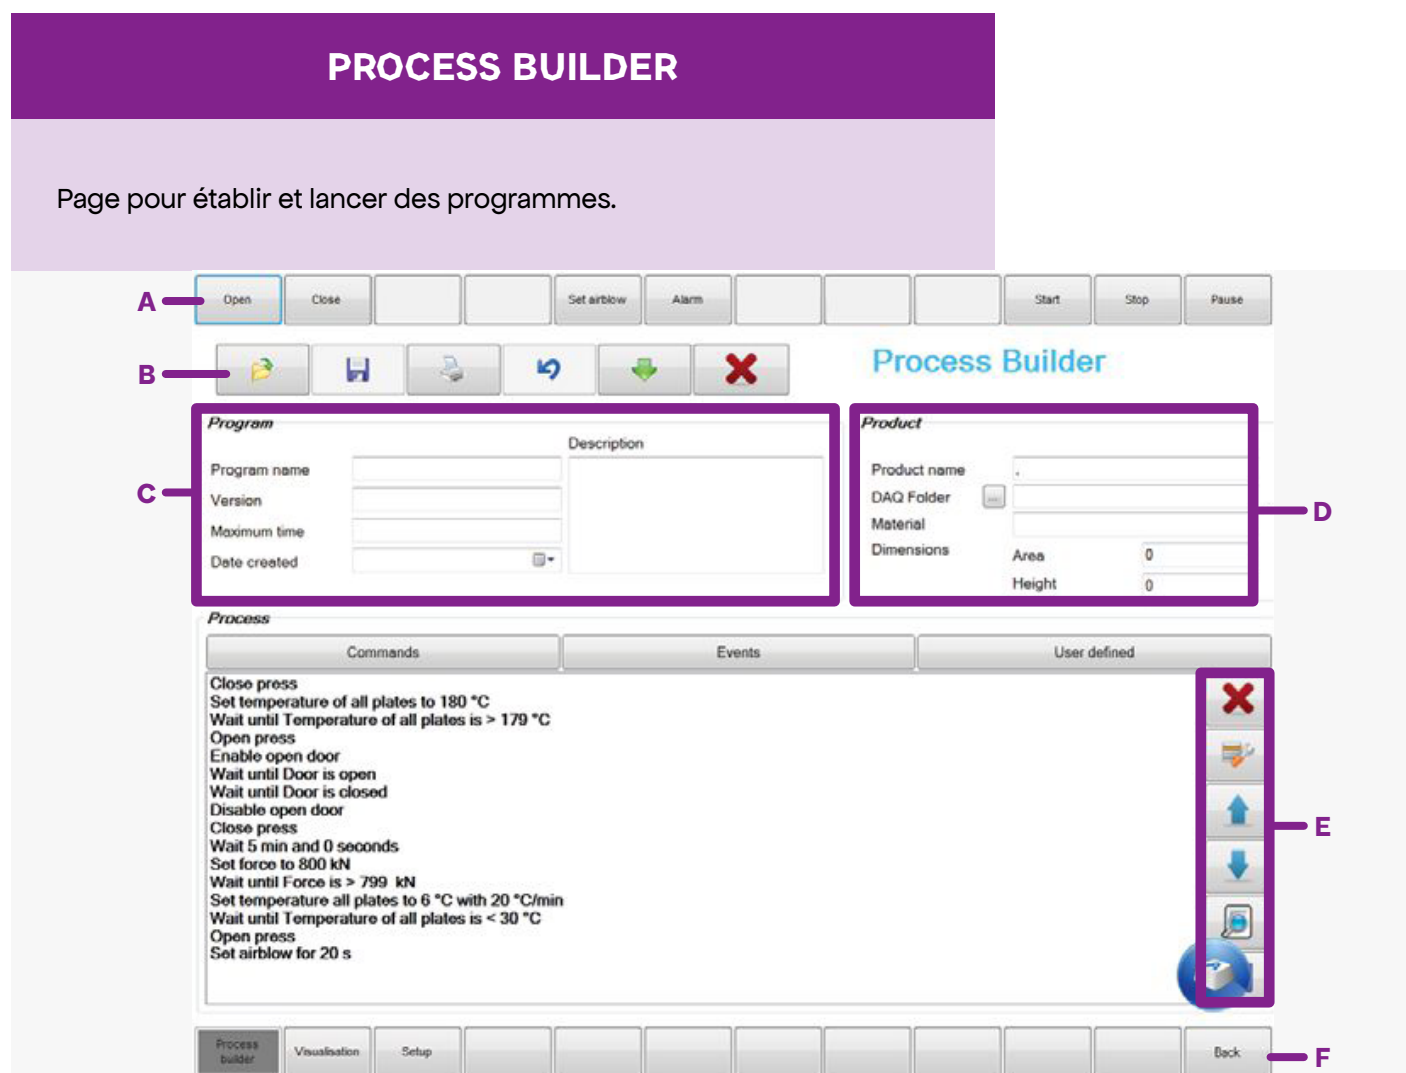 PROCESS BUILDER
Page pour établir et lancer des programmes.
A
Open
Close
Set airblow
Alarm
Start
Stop
Pause
B
Process Builder
Program
Description
Program name
Version
Maximum time
Date created
C
Product
Product name
.
DAQ Folder
...
Material
Dimensions
Area
0
Height
0
D
Process
Commands
Events
User defined
Close press
Set temperature of all plates to 180 °C
Wait until Temperature of all plates is > 179 °C
Open press
Enable open door
Wait until Door is open
Wait until Door is closed
Disable open door
Close press
Wait 5 min and 0 seconds
Set force to 800 kN
Wait until Force is > 799 kN
Set temperature all plates to 6 °C with 20 °C/min
Wait until Temperature of all plates is < 30 °C
Open press
Set airblow for 20 s
E
Process
builder
Visualisation
Setup
Back
F